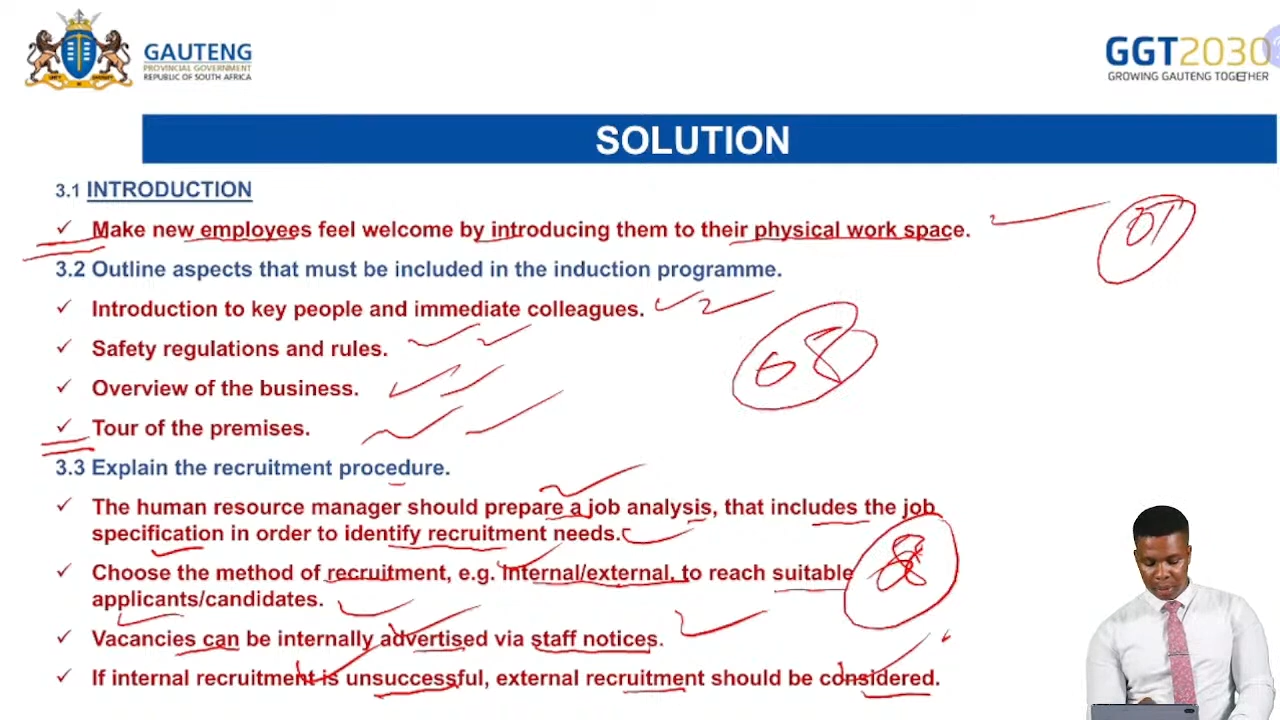 GAUTENG
PROVINCIAL GOVERNMENT
REPUBLIC OF SOUTH AFRICA
GGT2030
GROWING GAUTENG TOGETHER
SOLUTION
3.1 INTRODUCTION
✓ Make new employees feel welcome by introducing them to their physical work space.
01
3.2 Outline aspects that must be included in the induction programme.
✓ Introduction to key people and immediate colleagues.
✓ Safety regulations and rules.
08
✓ Overview of the business.
✓ Tour of the premises.
3.3 Explain the recruitment procedure.
✓ The human resource manager should prepare a job analysis, that includes the job
specification in order to identify recruitment needs.
8
✓ Choose the method of recruitment, e.g. internal/external, to reach suitable
applicants/candidates.
✓ Vacancies can be internally advertised via staff notices.
✓ If internal recruitment is unsuccessful, external recruitment should be considered.